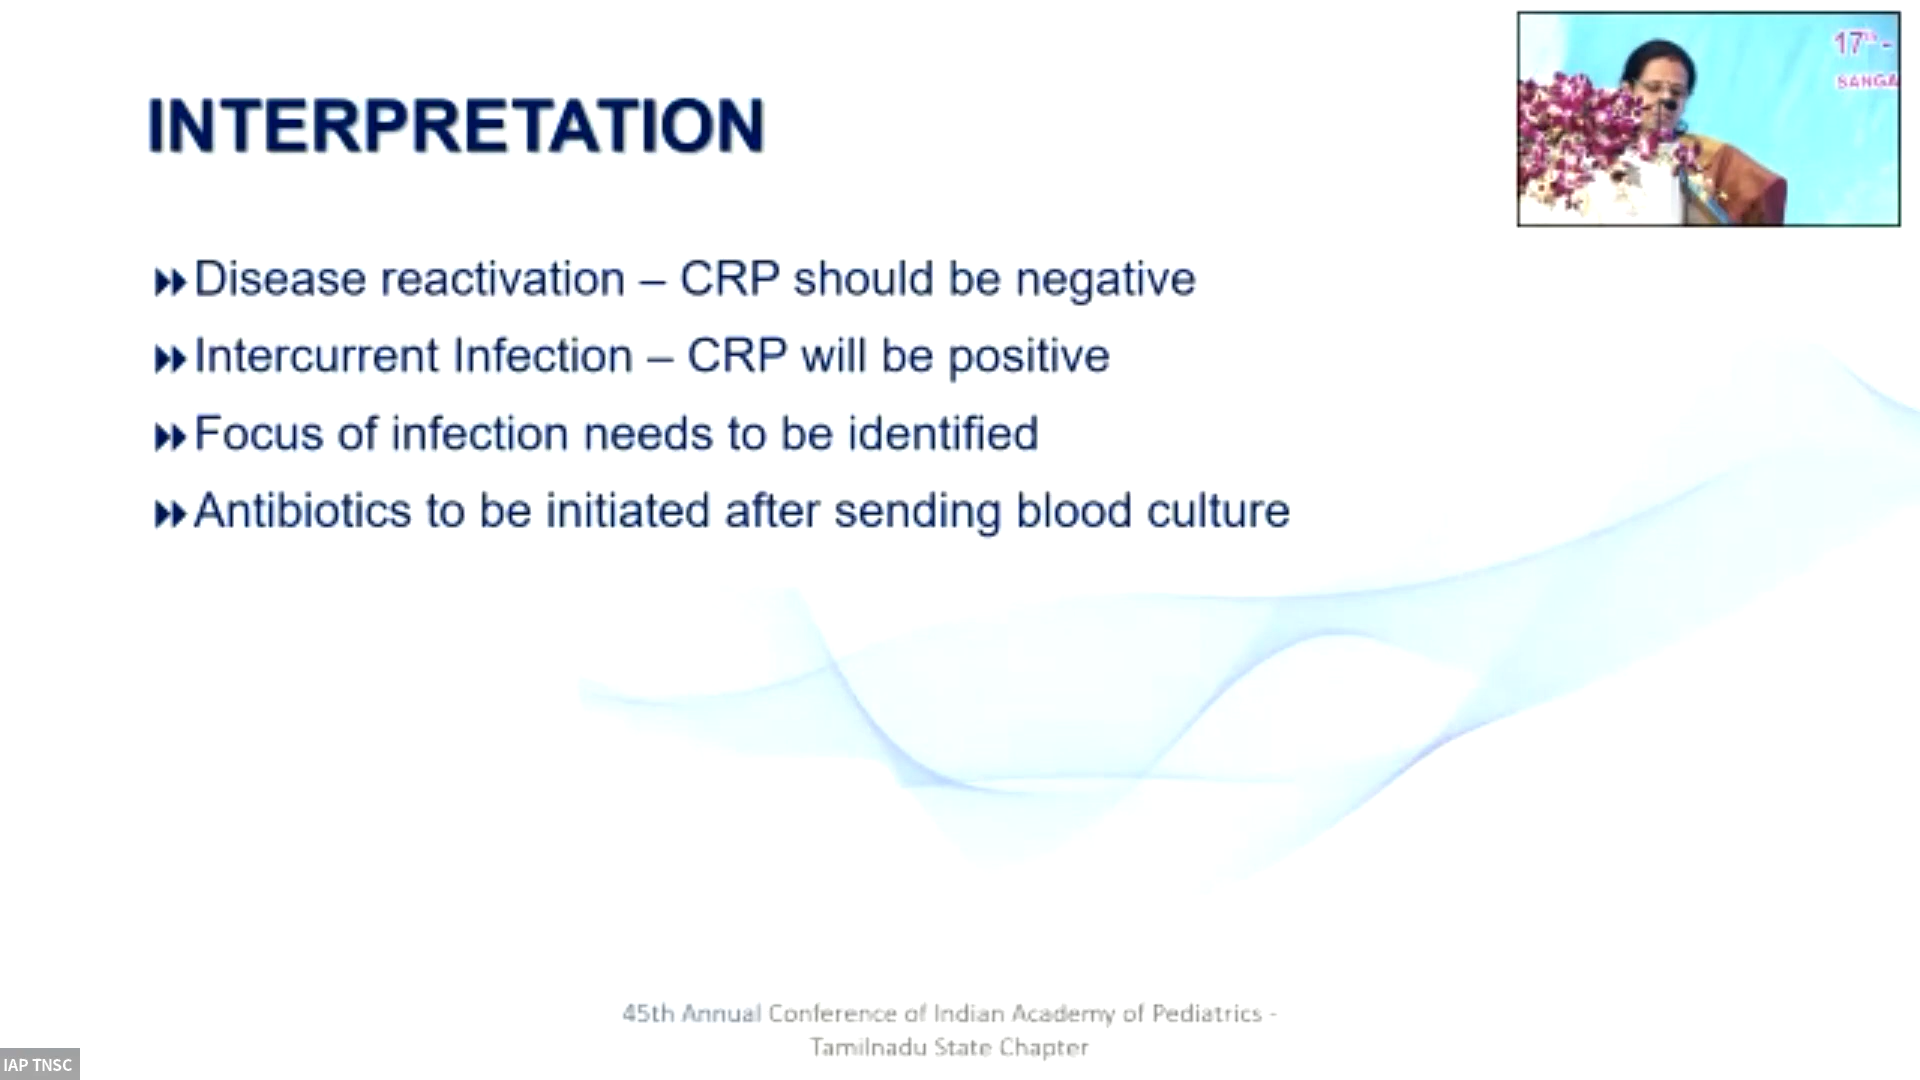 INTERPRETATION
17th -
SANGA
Disease reactivation – CRP should be negative
Intercurrent Infection – CRP will be positive
Focus of infection needs to be identified
Antibiotics to be initiated after sending blood culture
45th Annual Conference of Indian Academy of Pediatrics -
Tamilnadu State Chapter
IAP TNSC